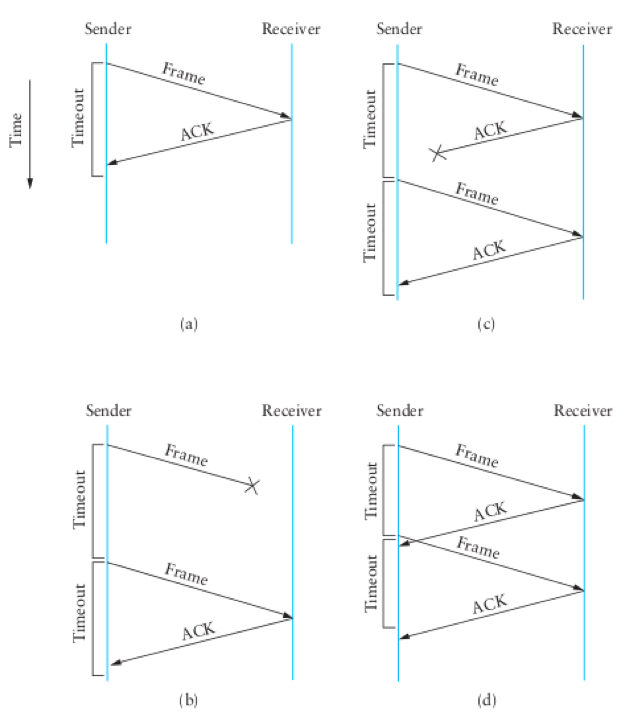 Sender
Receiver
Time
Timeout
Frame
ACK
(a)
Sender
Receiver
Timeout
Frame
ACK
Timeout
Frame
ACK
(c)
Sender
Receiver
Timeout
Frame
Timeout
Frame
ACK
(b)
Sender
Receiver
Timeout
Frame
ACK
Timeout
Frame
ACK
(d)